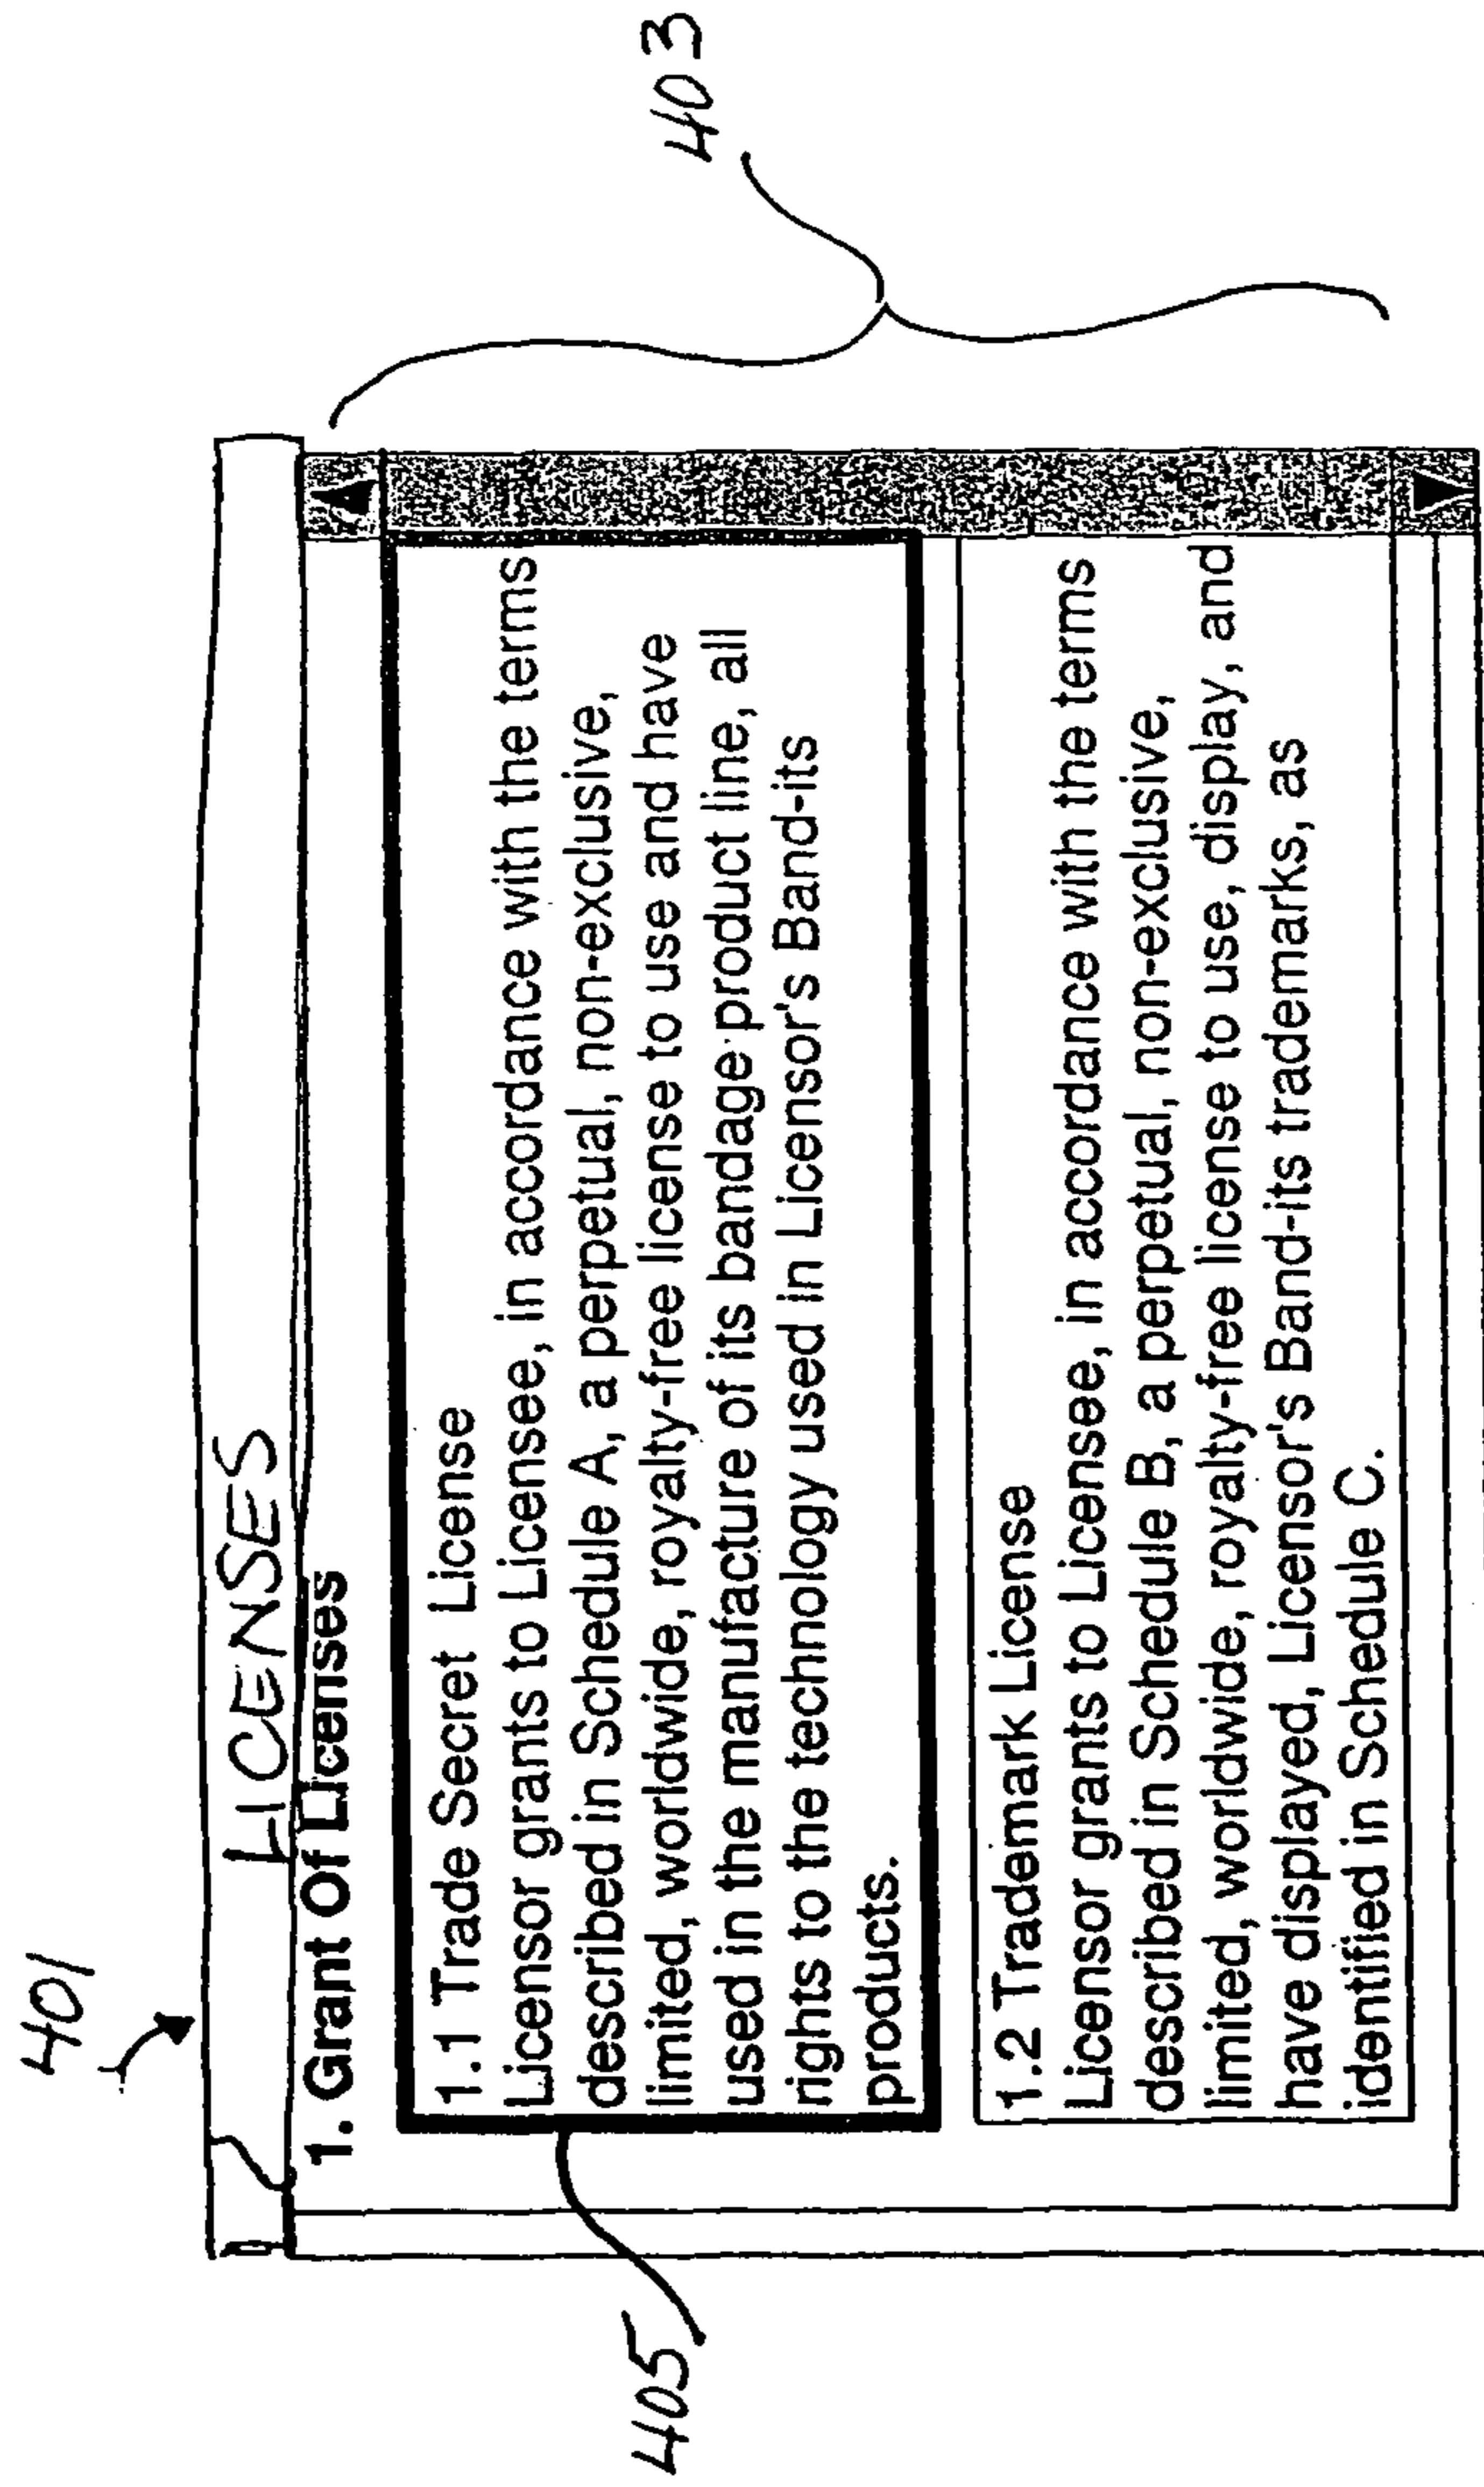 401
LICENSES
1. Grant Of Licenses
403
1.1 Trade Secret License
Licensor grants to Licensee, in accordance with the terms
described in Schedule A, a perpetual, non-exclusive,
limited, worldwide, royalty-free license to use and have
used in the manufacture of its bandage product line, all
rights to the technology used in Licensor's Band-its
products.
405
1.2 Trademark License
Licensor grants to Licensee, in accordance with the terms
described in Schedule B, a perpetual, non-exclusive,
limited, worldwide, royalty-free license to use, display, and
have displayed, Licensor's Band-its trademarks, as
identified in Schedule C.